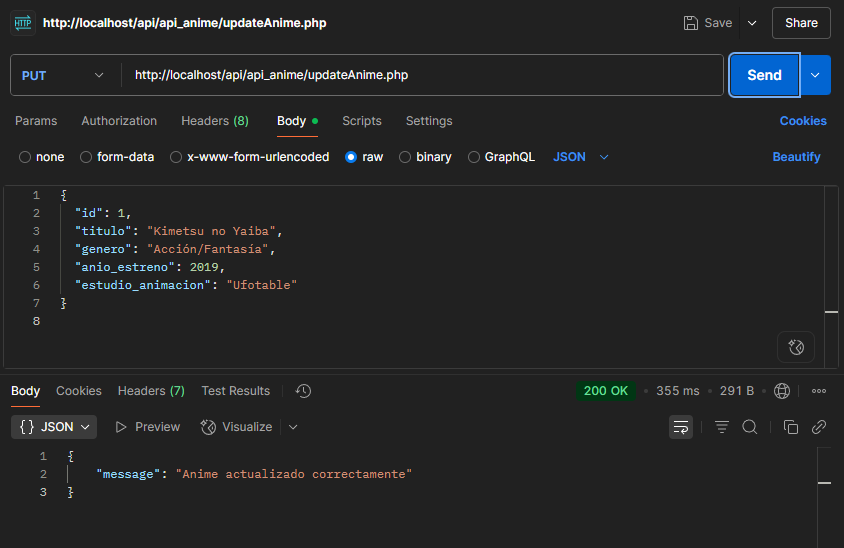 HTTP http://localhost/api/api_anime/updateAnime.php Save Share
PUT http://localhost/api/api_anime/updateAnime.php Send
Params Authorization Headers (8) Body Scripts Settings Cookies
none form-data x-www-form-urlencoded raw binary GraphQL JSON Beautify
1 {
2 "id": 1,
3 "titulo": "Kimetsu no Yaiba",
4 "genero": "Acción/Fantasía",
5 "anio_estreno": 2019,
6 "estudio_animacion": "Ufotable"
7 }
8
Body Cookies Headers (7) Test Results 200 OK • 355 ms • 291 B •
{} JSON Preview Visualize
1 {
2 "message": "Anime actualizado correctamente"
3 }